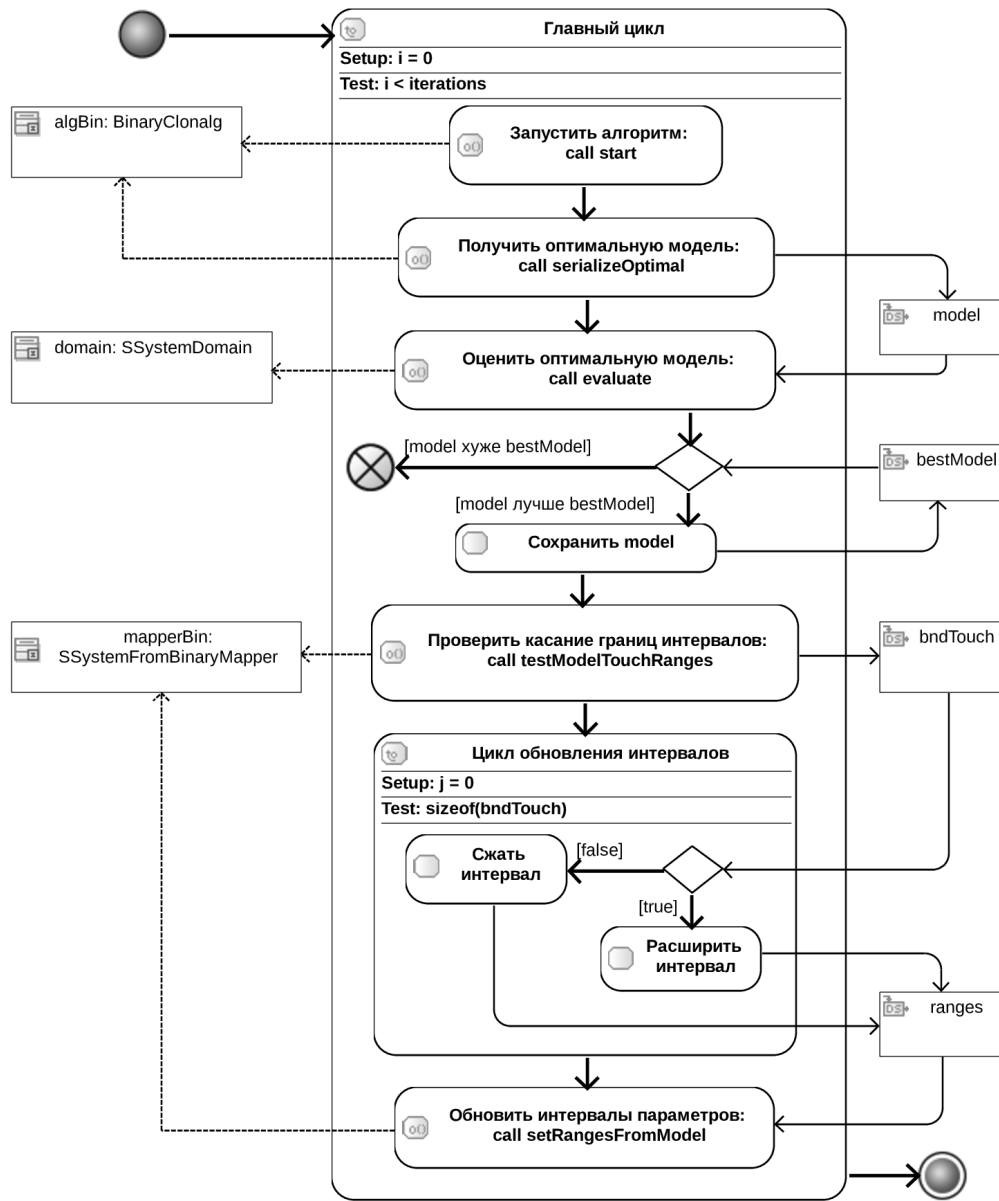 Главный цикл
Setup: i = 0
Test: i < iterations
algBin: BinaryClonalg
Запустить алгоритм:
call start
Получить оптимальную модель:
call serializeOptimal
model
domain: SSystemDomain
Оценить оптимальную модель:
call evaluate
[model хуже bestModel]
bestModel
[model лучше bestModel]
Сохранить model
mapperBin:
SSystemFromBinaryMapper
Проверить касание границ интервалов:
call testModelTouchRanges
bndTouch
Цикл обновления интервалов
Setup: j = 0
Test: sizeof(bndTouch)
Сжать
интервал
[false]
[true]
Расширить
интервал
ranges
Обновить интервалы параметров:
call setRangesFromModel